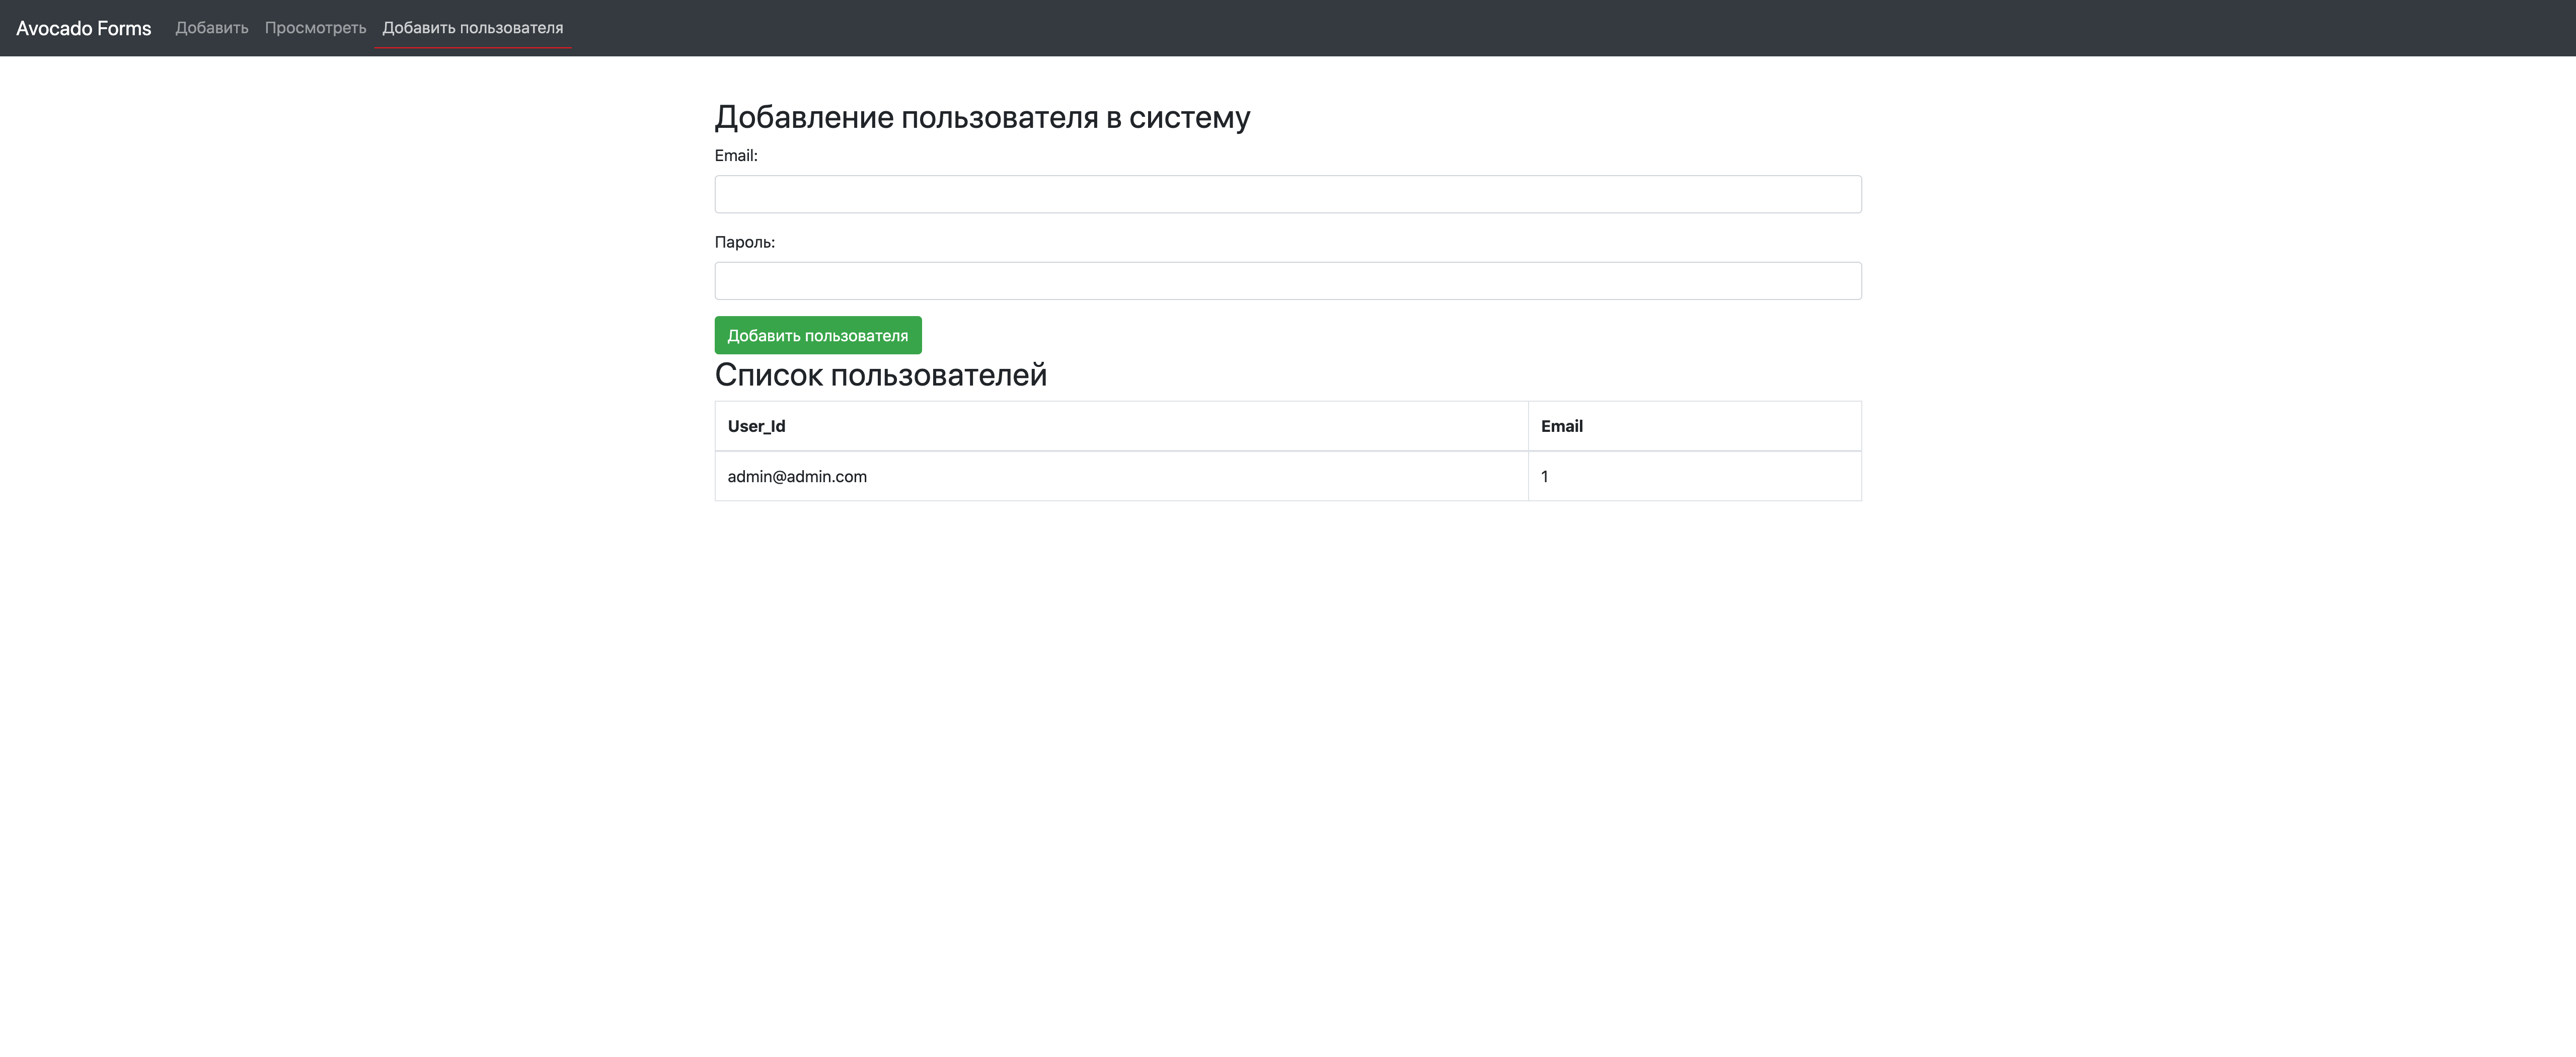 Avocado Forms Добавить Просмотреть Добавить пользователя
Добавление пользователя в систему
Email:
Пароль:
Добавить пользователя
Список пользователей
User_Id Email
admin@admin.com 1